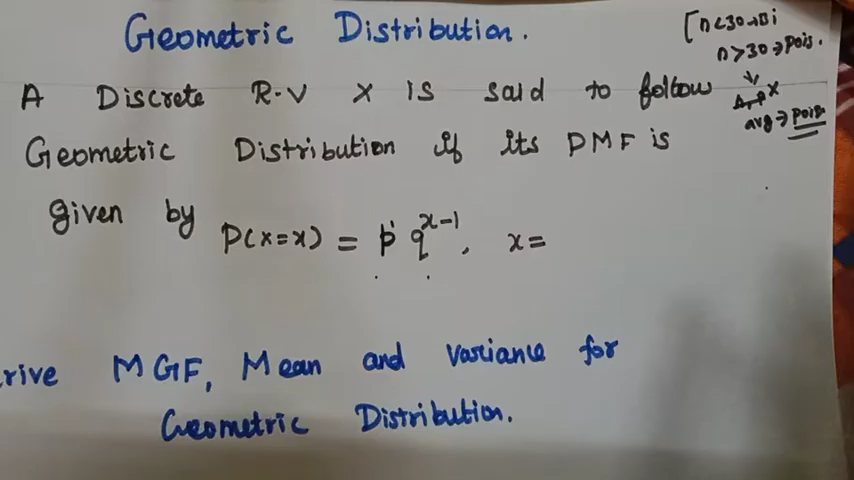 Geometric Distribution.
[n<30→Bi
n>30→Pois.
avg→Pois.
A Discrete R.V X is said to follow
Geometric Distribution if its PMF is
given by P(X=x) = p q^{x-1}, x=
rive MGF, Mean and Variance for
Geometric Distribution.